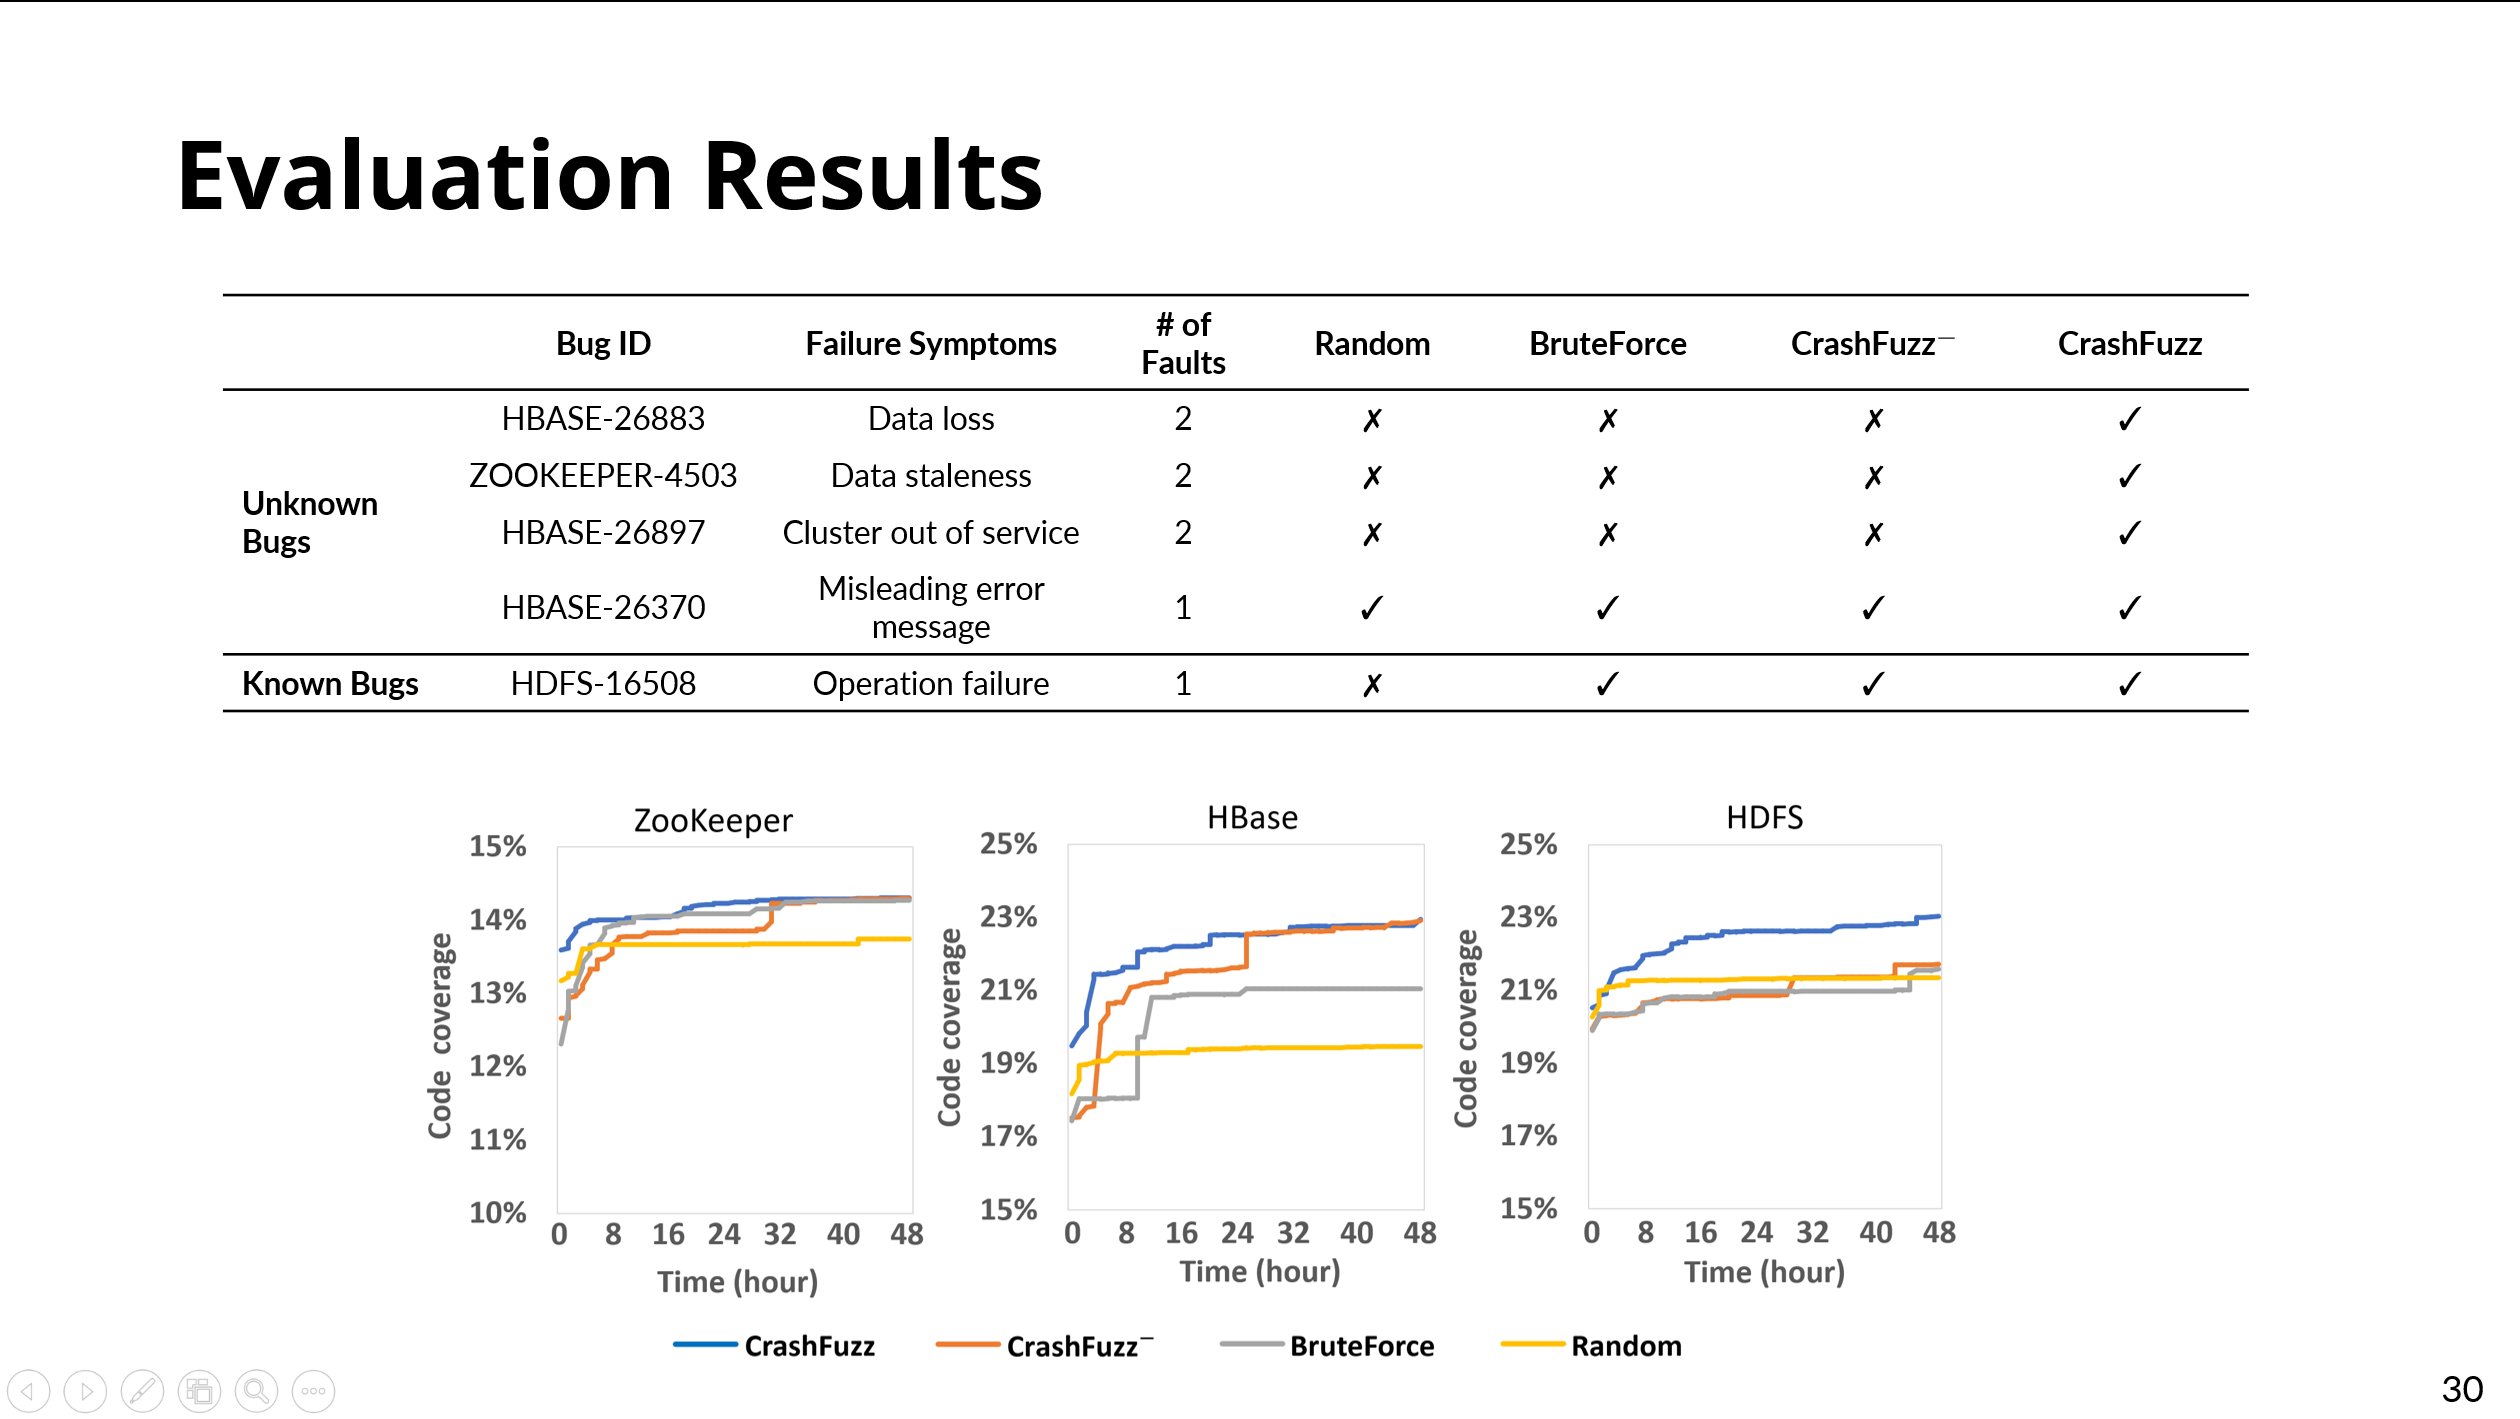 Evaluation Results
Bug ID Failure Symptoms # of Faults Random BruteForce CrashFuzz⁻ CrashFuzz
Unknown Bugs
HBASE-26883 Data loss 2 ✗ ✗ ✗ ✓
ZOOKEEPER-4503 Data staleness 2 ✗ ✗ ✗ ✓
HBASE-26897 Cluster out of service 2 ✗ ✗ ✗ ✓
HBASE-26370 Misleading error message 1 ✓ ✓ ✓ ✓
Known Bugs HDFS-16508 Operation failure 1 ✗ ✓ ✓ ✓
ZooKeeper
15%
14%
13%
12%
11%
10%
Code coverage
0 8 16 24 32 40 48
Time (hour)
HBase
25%
23%
21%
19%
17%
15%
Code coverage
0 8 16 24 32 40 48
Time (hour)
HDFS
25%
23%
21%
19%
17%
15%
Code coverage
0 8 16 24 32 40 48
Time (hour)
CrashFuzz CrashFuzz⁻ BruteForce Random
30